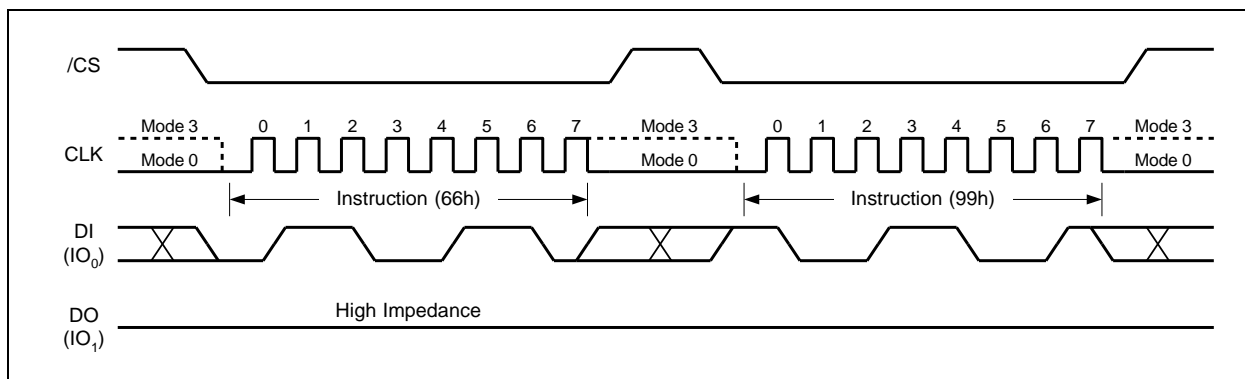 /CS
Mode 3 0 1 2 3 4 5 6 7 Mode 3 0 1 2 3 4 5 6 7 Mode 3
CLK Mode 0 Mode 0 Mode 0
Instruction (66h) Instruction (99h)
DI
(IO₀)
High Impedance
DO
(IO₁)